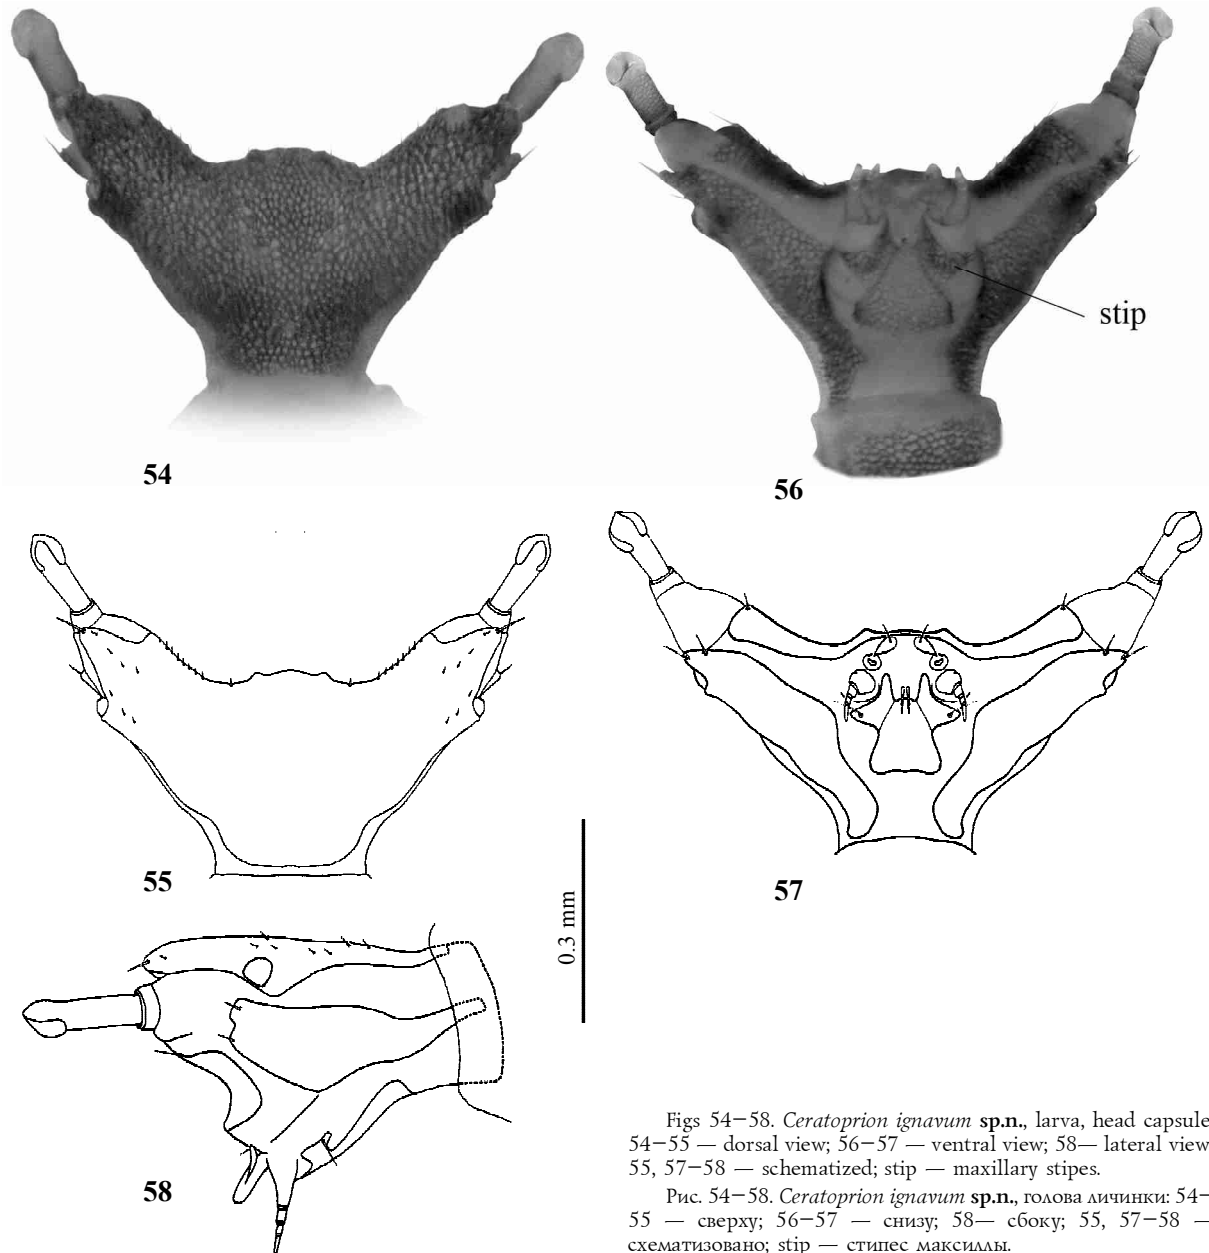 stip
54
56
55
57
0.3 mm
58
Figs 54–58. Ceratoprion ignavum sp.n., larva, head capsule
54–55 — dorsal view; 56–57 — ventral view; 58— lateral view
55, 57–58 — schematized; stip — maxillary stipes.
Рис. 54–58. Ceratoprion ignavum sp.n., голова личинки: 54–
55 — сверху; 56–57 — снизу; 58— сбоку; 55, 57–58 —
схематизовано; stip — стипес максиллы.